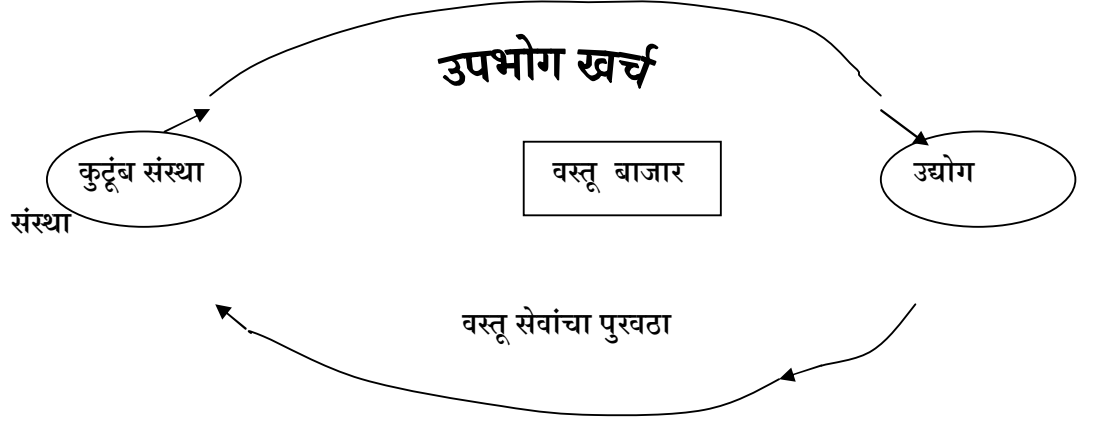 उपभोग खर्च
कुटूंब संस्था
वस्तू बाजार
उद्योग
संस्था
वस्तू सेवांचा पुरवठा